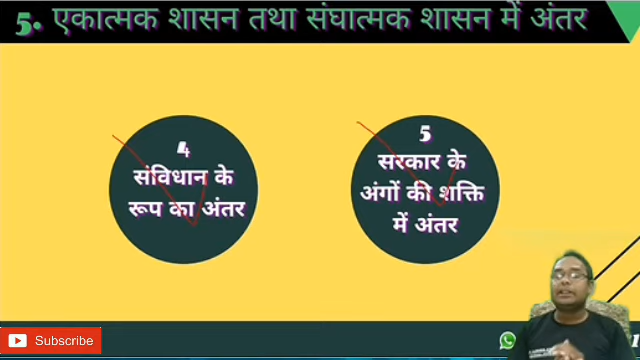 5. एकात्मक शासन तथा संघात्मक शासन में अंतर
4
संविधान के
रूप का अंतर
5
सरकार के
अंगों की शक्ति
में अंतर
Subscribe